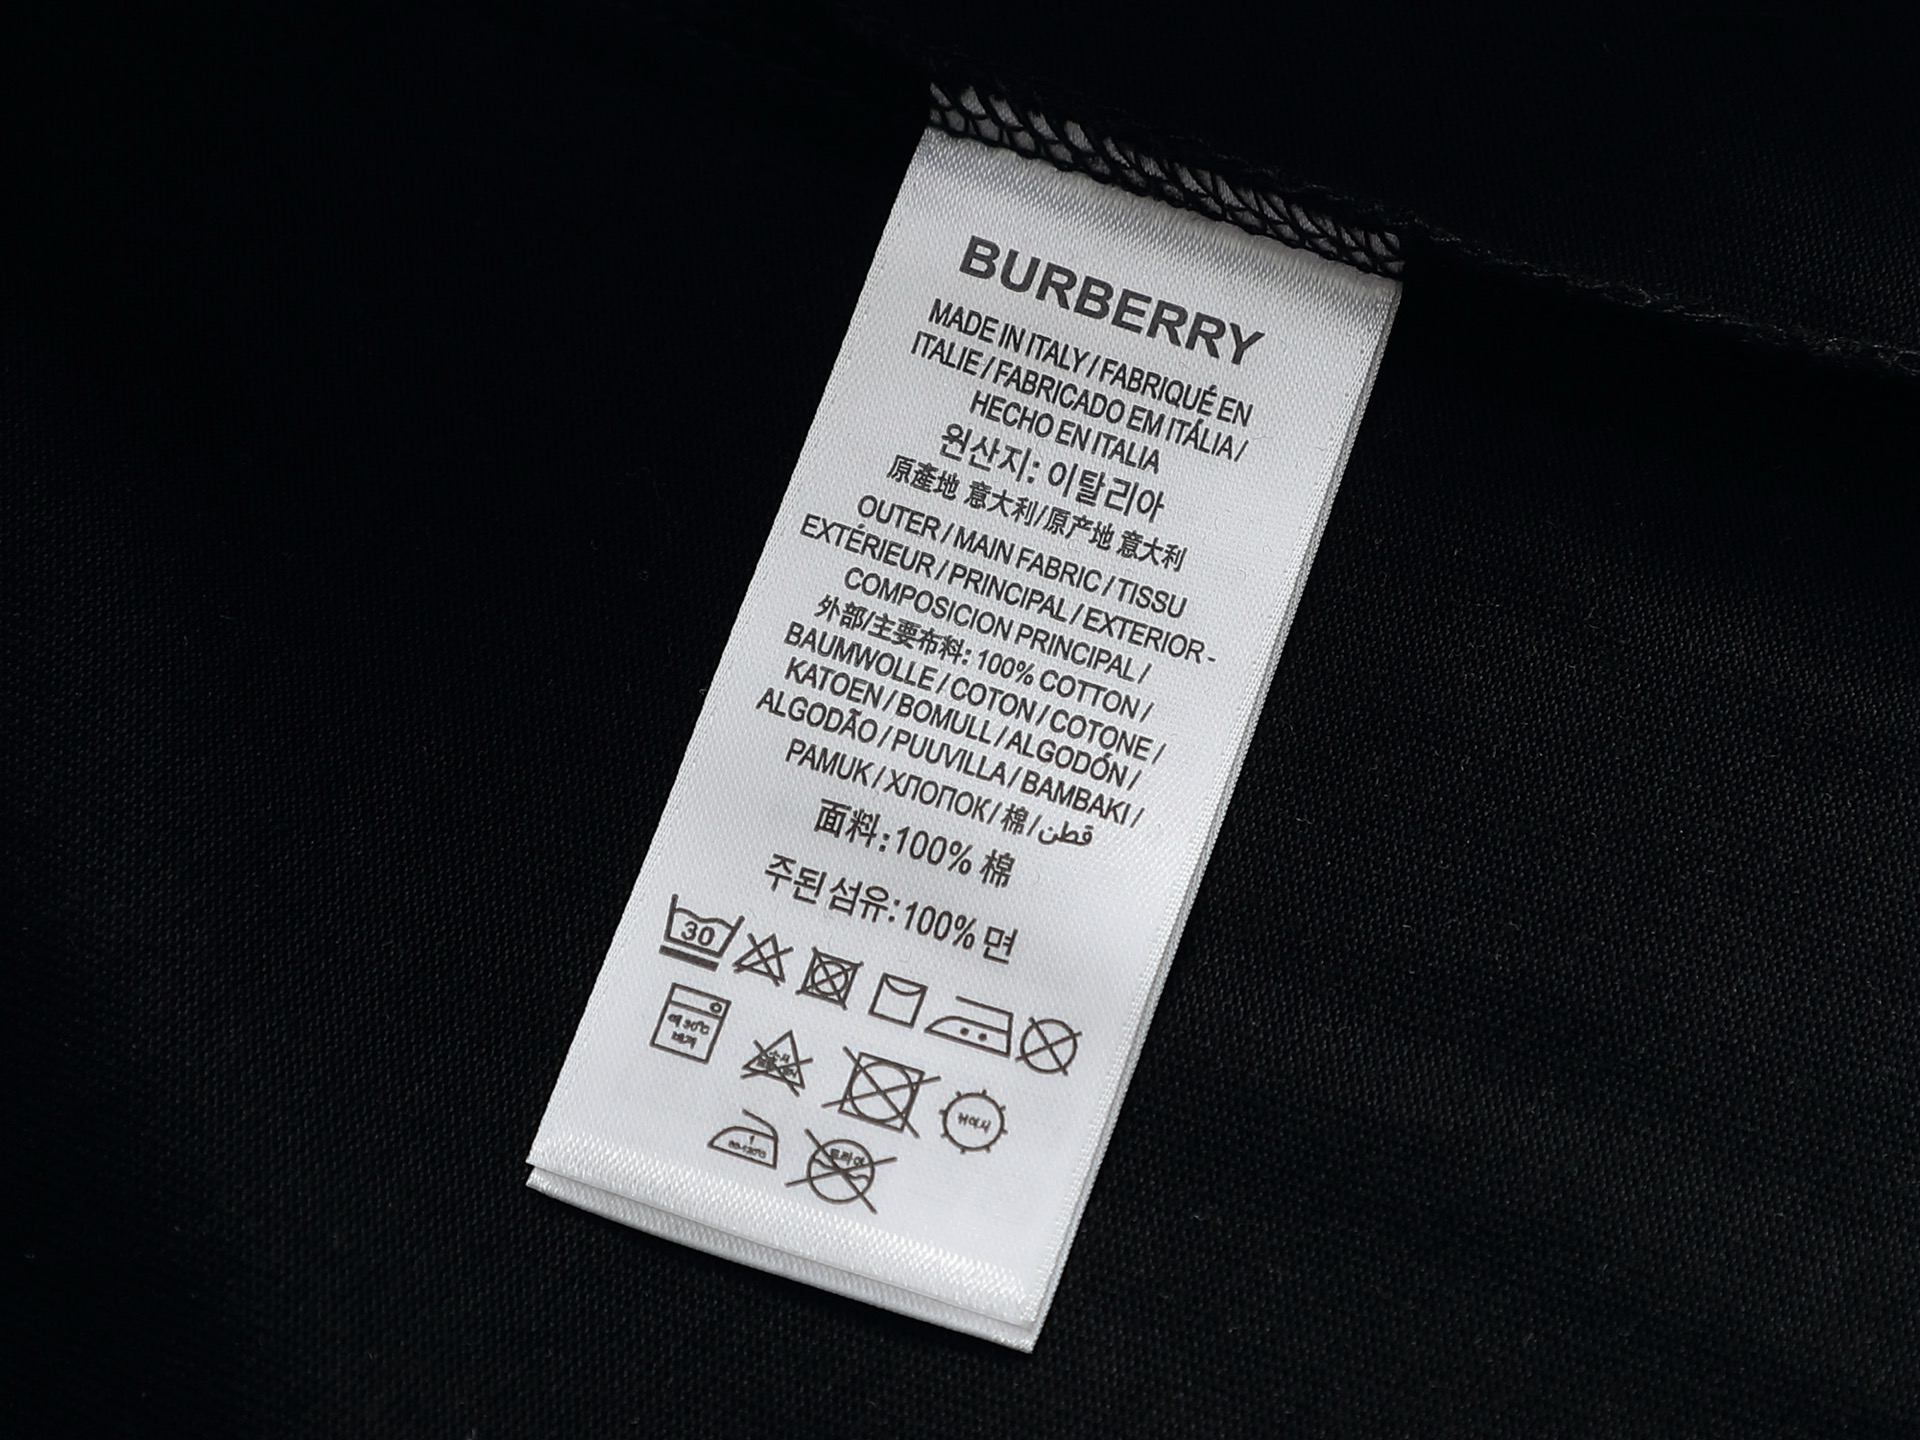 BURBERRY
MADE IN ITALY / FABRIQUÉ EN
ITALIE / FABRICADO EM ITÁLIA /
HECHO EN ITALIA
원산지: 이탈리아
原產地 意大利/原产地 意大利
OUTER / MAIN FABRIC / TISSU
EXTÉRIEUR / PRINCIPAL / EXTERIOR -
COMPOSICION PRINCIPAL /
外部/主要布料: 100% COTTON /
BAUMWOLLE / COTON / COTONE /
KATOEN / BOMULL / ALGODÓN /
ALGODÃO / PUUVILLA / BAMBAKI /
PAMUK / ХЛОПОК / 棉 / قطن
面料: 100% 棉
주된 섬유: 100% 면
30